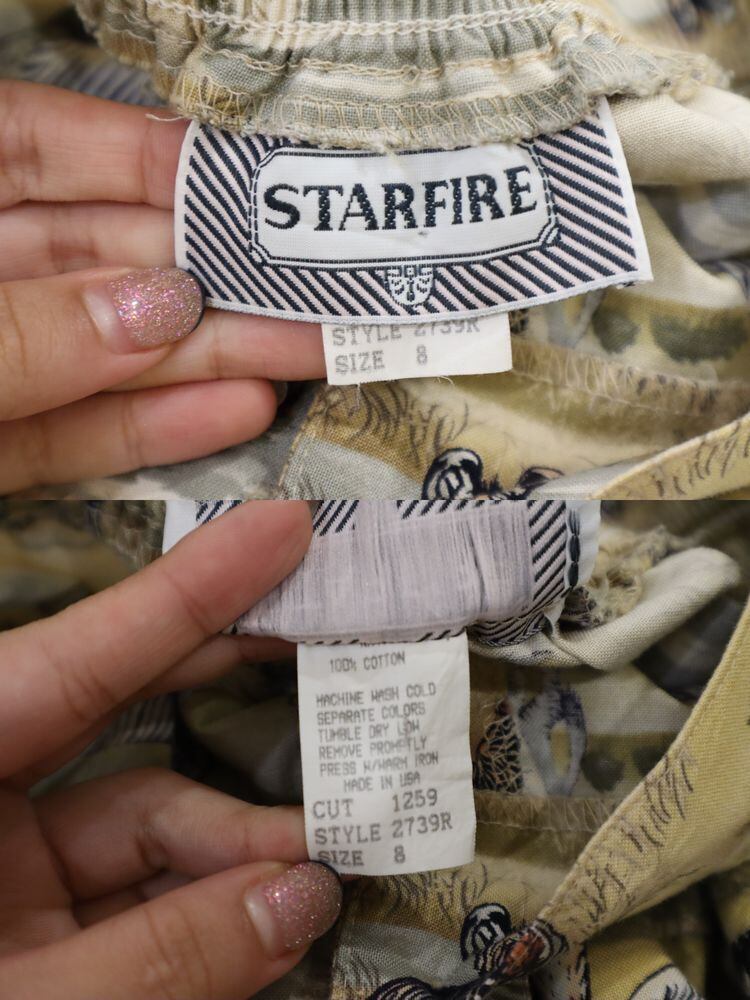 STARFIRE
STYLE 2739R
SIZE 8
100% COTTON
MACHINE WASH COLD
SEPARATE COLORS
TUMBLE DRY LOW
REMOVE PROMPTLY
PRESS W/WARM IRON
MADE IN USA
CUT 1259
STYLE 2739R
SIZE 8